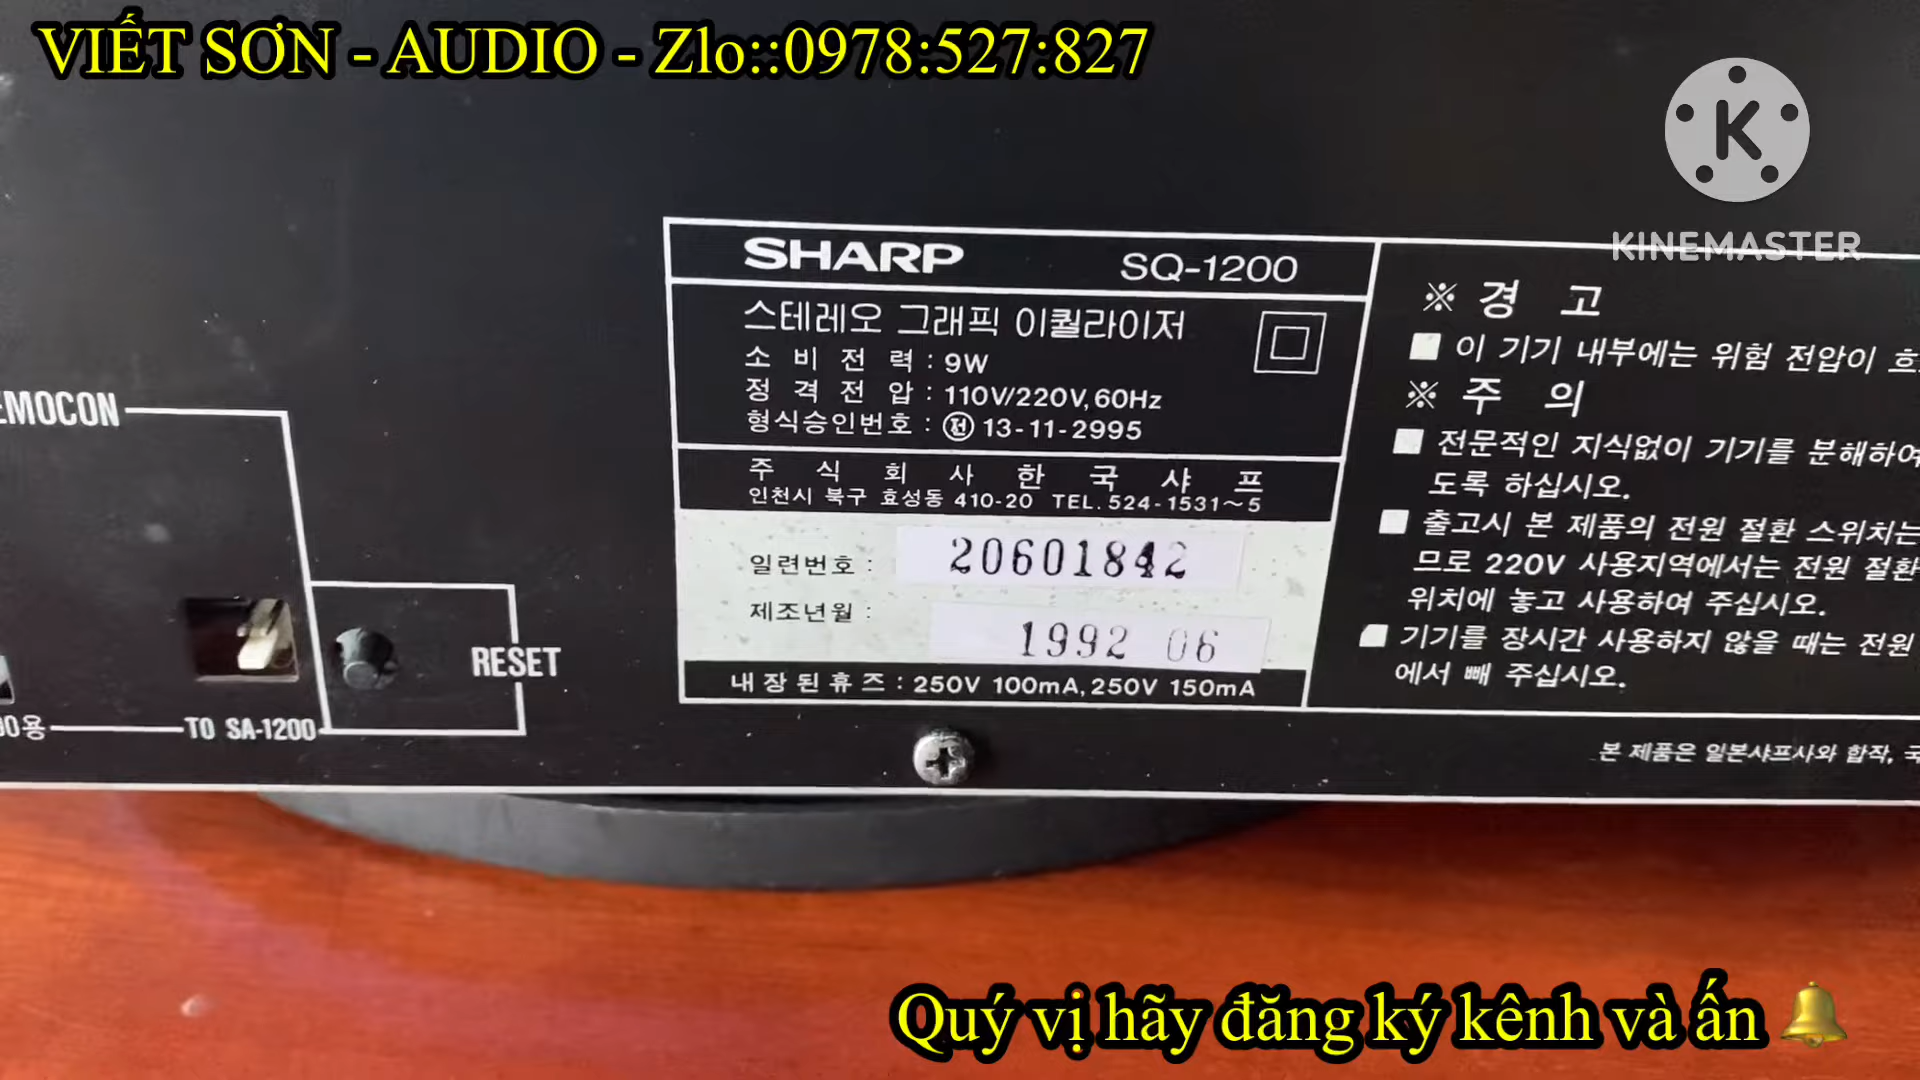 VIẾT SƠN - AUDIO - Zlo::0978:527:827
KINEMASTER
SHARP SQ-1200
스테레오 그래픽 이퀄라이저
소 비 전 력 : 9W
정 격 전 압 : 110V/220V, 60Hz
형식승인번호 : 전 13-11-2995
주 식 회 사 한 국 샤 프
인천시 북구 효성동 410-20 TEL. 524-1531~5
일련번호 : 20601842
제조년월 : 1992 06
내장된휴즈 : 250V 100mA, 250V 150mA
※ 경 고
■ 이 기기 내부에는 위험 전압이
※ 주 의
■ 전문적인 지식없이 기기를 분해하여
도록 하십시오.
■ 출고시 본 제품의 전원 절환 스위치는
므로 220V 사용지역에서는 전원 절환
위치에 놓고 사용하여 주십시오.
■ 기기를 장시간 사용하지 않을 때는 전원
에서 빼 주십시오.
본 제품은 일본샤프사와 합작,
EMOCON
RESET
00용 TO SA-1200
Quý vị hãy đăng ký kênh và ấn 🔔